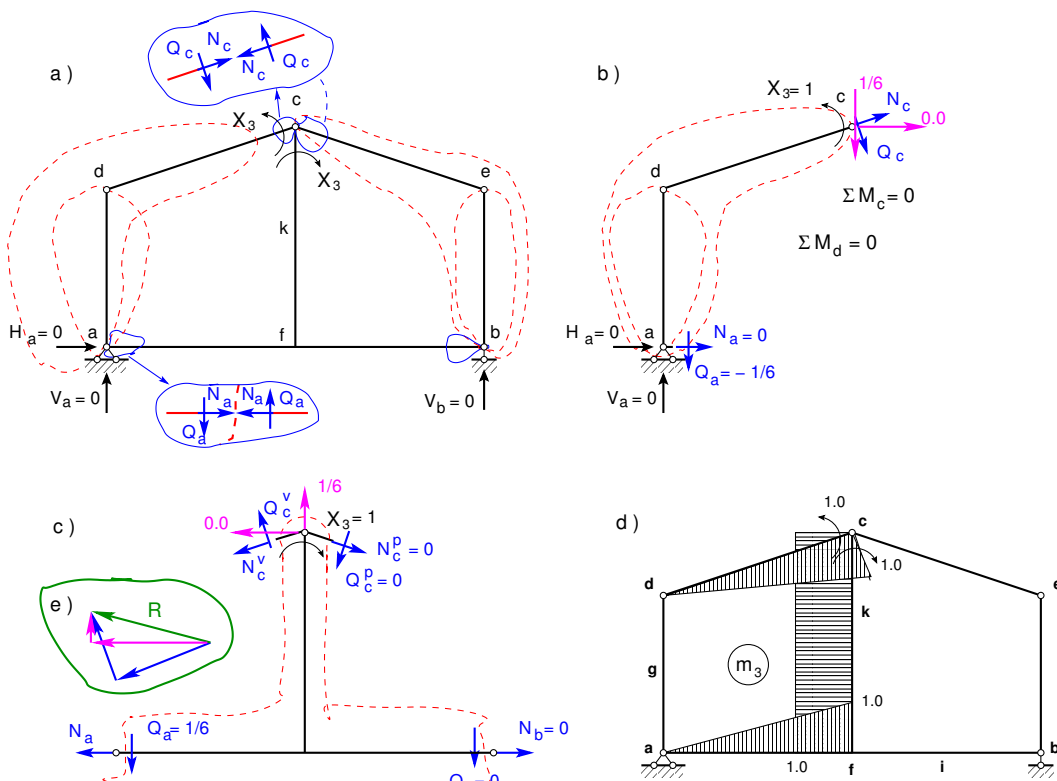 a )
Q c
N c
N c
Q c
c
X 3
X 3
d
e
k
H a = 0
a
f
b
V a = 0
V b = 0
N a
N a
Q a
Q a
b )
X 3 = 1
c
1/6
N c
0.0
Q c
d
Σ M c = 0
Σ M d = 0
H a = 0
a
N a = 0
Q a = − 1/6
V a = 0
c )
1/6
Q c v
X 3 = 1
0.0
N c v
N c p = 0
Q c p = 0
e )
R
N a
Q a = 1/6
N b = 0
d )
1.0
c
1.0
d
e
k
g
m 3
1.0
a
1.0
f
i
b